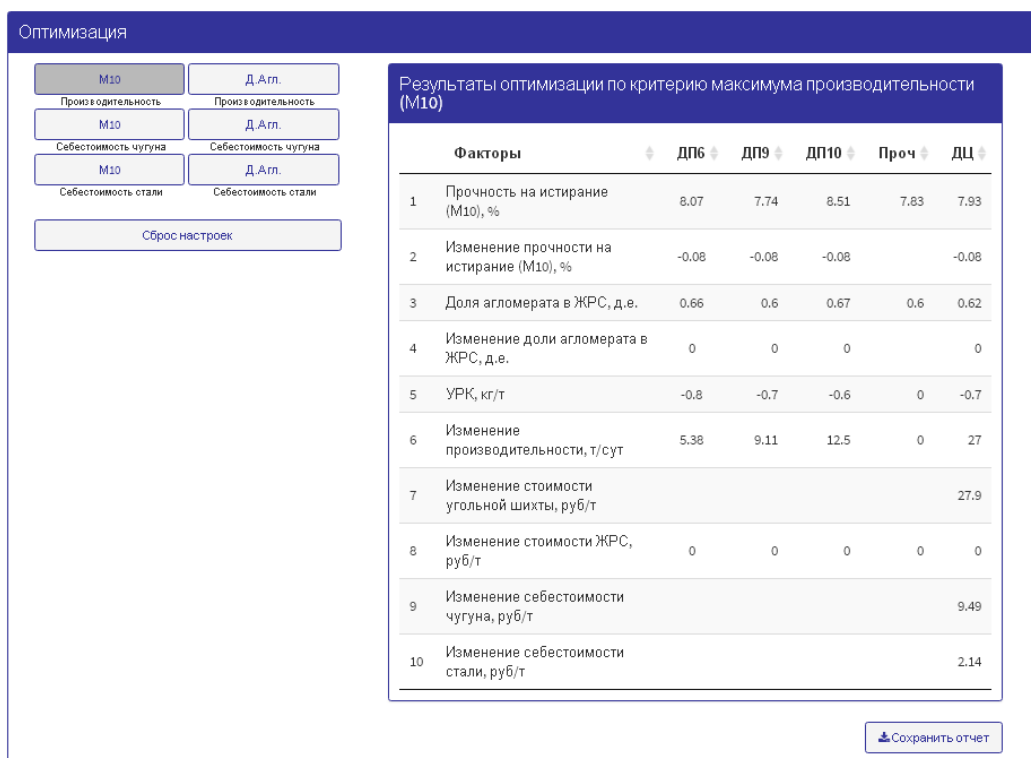 Оптимизация
М10 Д.Агл.
Производительность Производительность
М10 Д.Агл.
Себестоимость чугуна Себестоимость чугуна
М10 Д.Агл.
Себестоимость стали Себестоимость стали
Сброс настроек
Результаты оптимизации по критерию максимума производительности
(М10)
Факторы ДП6 ДП9 ДП10 Проч ДЦ
1 Прочность на истирание
(М10), % 8.07 7.74 8.51 7.83 7.93
2 Изменение прочности на
истирание (М10), % -0.08 -0.08 -0.08 -0.08
3 Доля агломерата в ЖРС, д.е. 0.66 0.6 0.67 0.6 0.62
4 Изменение доли агломерата в
ЖРС, д.е. 0 0 0 0
5 УРК, кг/т -0.8 -0.7 -0.6 0 -0.7
6 Изменение
производительности, т/сут 5.38 9.11 12.5 0 27
7 Изменение стоимости
угольной шихты, руб/т 27.9
8 Изменение стоимости ЖРС,
руб/т 0 0 0 0 0
9 Изменение себестоимости
чугуна, руб/т 9.49
10 Изменение себестоимости
стали, руб/т 2.14
Сохранить отчет